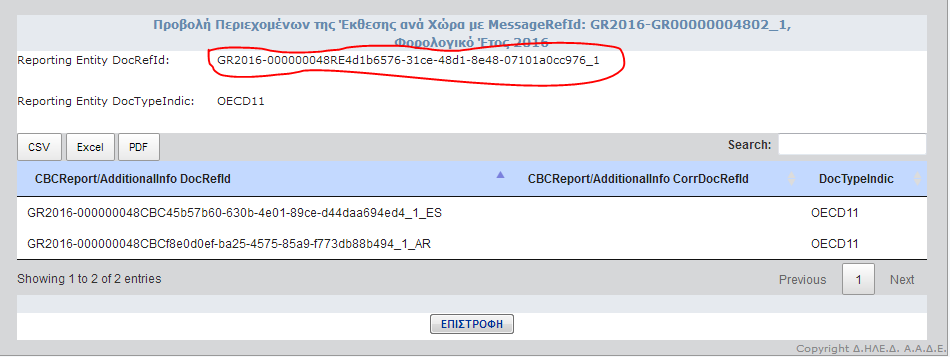 Προβολή Περιεχομένων της Έκθεσης ανά Χώρα με MessageRefId: GR2016-GR00000004802_1,
Φορολογικό Έτος 2016
Reporting Entity DocRefId: GR2016-000000048RE4d1b6576-31ce-48d1-8e48-07101a0cc976_1
Reporting Entity DocTypeIndic: OECD11
CSV Excel PDF Search:
CBCReport/AdditionalInfo DocRefId CBCReport/AdditionalInfo CorrDocRefId DocTypeIndic
GR2016-000000048CBC45b57b60-630b-4e01-89ce-d44daa694ed4_1_ES OECD11
GR2016-000000048CBCf8e0d0ef-ba25-4575-85a9-f773db88b494_1_AR OECD11
Showing 1 to 2 of 2 entries Previous 1 Next
ΕΠΙΣΤΡΟΦΗ
Copyright Δ.ΗΛΕ.Δ. Α.Α.Δ.Ε.